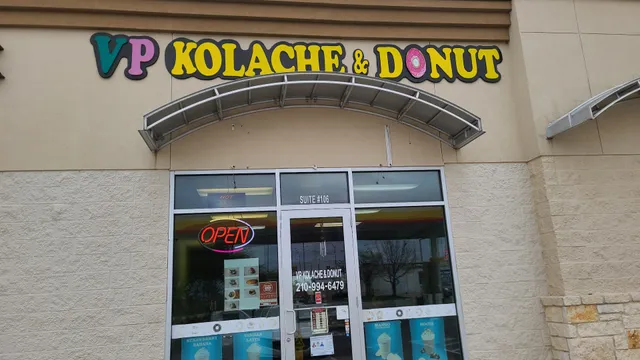 VP KOLACHE & DONUT
SUITE #106
OPEN
VP KOLACHE & DONUT
210-994-6479